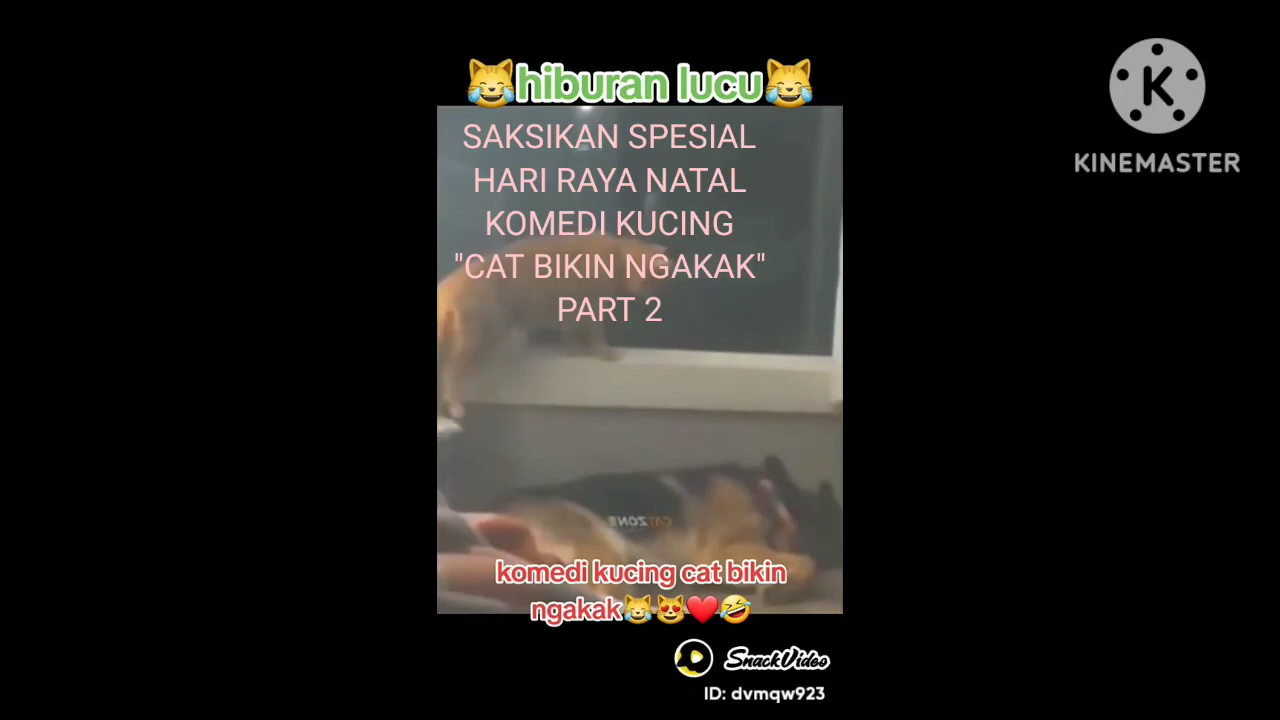 😹hiburan lucu😹
SAKSIKAN SPESIAL
HARI RAYA NATAL
KOMEDI KUCING
"CAT BIKIN NGAKAK"
PART 2
CATZONE
komedi kucing cat bikin
ngakak😹😻❤️🤣
SnackVideo
ID: dvmqw923
K
KINEMASTER